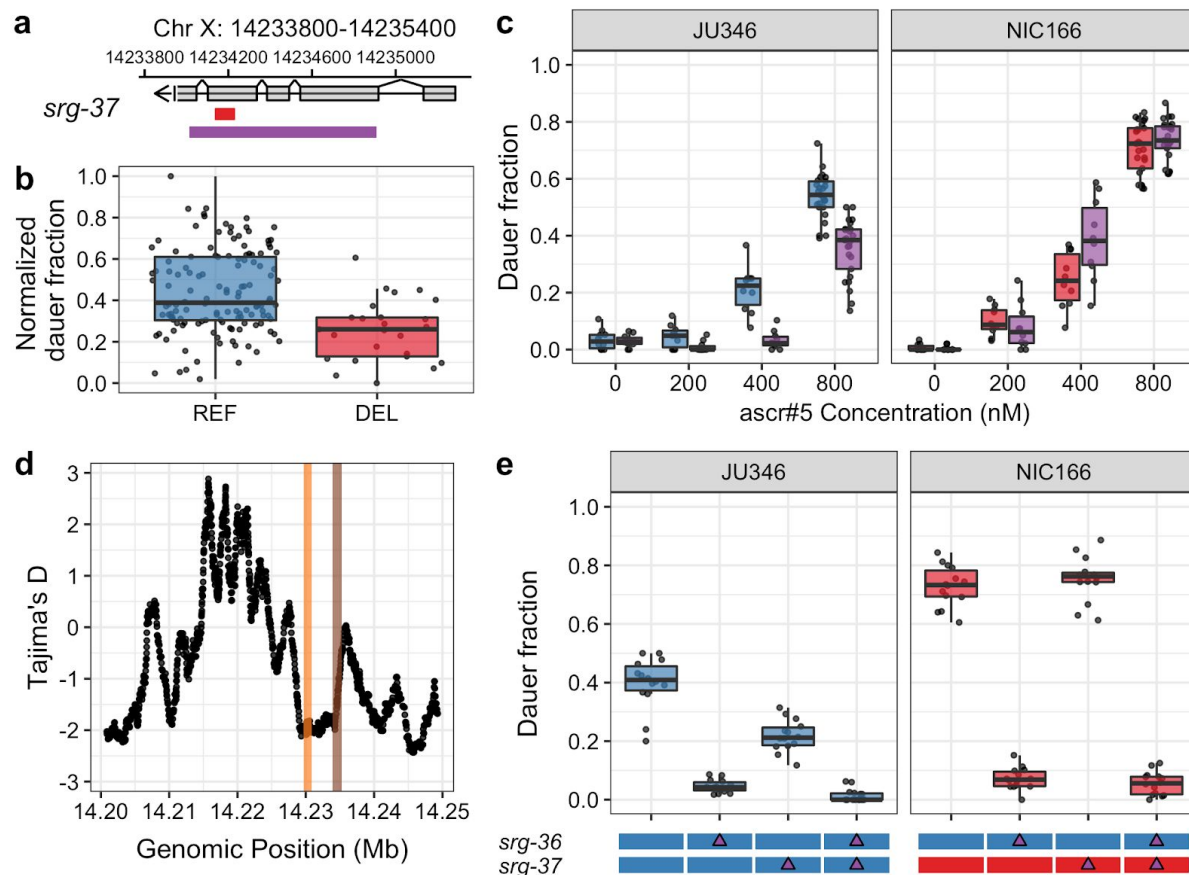 a
Chr X: 14233800-14235400
14233800 14234200 14234600 14235000
srg-37
b
Normalized
dauer fraction
1.0
0.8
0.6
0.4
0.2
0.0
REF DEL
c
JU346 NIC166
Dauer fraction
1.0
0.8
0.6
0.4
0.2
0.0
0 200 400 800 0 200 400 800
ascr#5 Concentration (nM)
d
Tajima's D
3
2
1
0
-1
-2
-3
14.20 14.21 14.22 14.23 14.24 14.25
Genomic Position (Mb)
e
JU346 NIC166
Dauer fraction
1.0
0.8
0.6
0.4
0.2
0.0
srg-36
srg-37